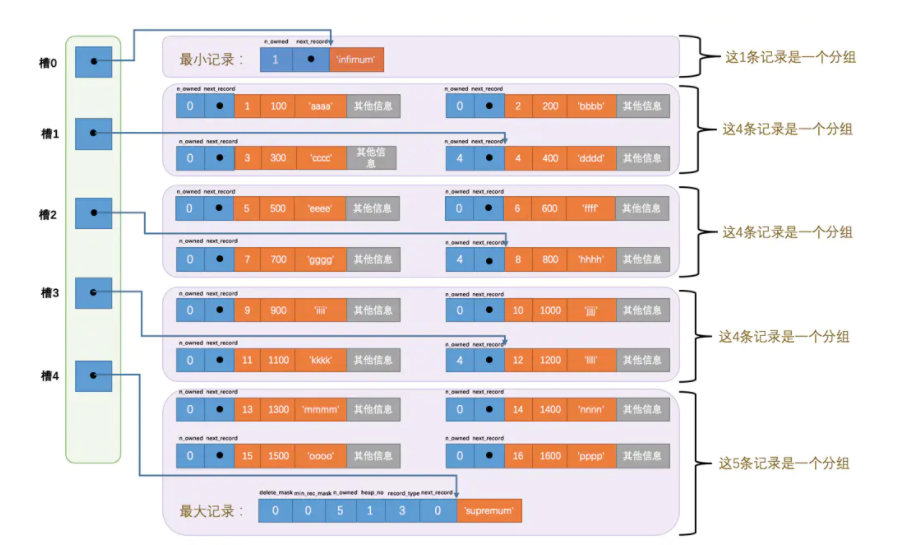 n_owned next_record
槽0
最小记录：
1
'infimum'
这1条记录是一个分组
n_owned next_record
0 1 100 'aaaa' 其他信息
n_owned next_record
0 2 200 'bbbb' 其他信息
槽1
这4条记录是一个分组
n_owned next_record
0 3 300 'cccc' 其他信
息
n_owned next_record
4 4 400 'dddd' 其他信息
n_owned next_record
0 5 500 'eeee' 其他信息
n_owned next_record
0 6 600 'ffff' 其他信息
槽2
这4条记录是一个分组
n_owned next_record
0 7 700 'gggg' 其他信息
n_owned next_record
4 8 800 'hhhh' 其他信息
槽3
n_owned next_record
0 9 900 'iiii' 其他信息
n_owned next_record
0 10 1000 'jjjj' 其他信息
这4条记录是一个分组
n_owned next_record
0 11 1100 'kkkk' 其他信息
n_owned next_record
4 12 1200 'llll' 其他信息
槽4
n_owned next_record
0 13 1300 'mmmm' 其他信息
n_owned next_record
0 14 1400 'nnnn' 其他信息
n_owned next_record
0 15 1500 'oooo' 其他信息
n_owned next_record
0 16 1600 'pppp' 其他信息
这5条记录是一个分组
delete_mask min_rec_mask n_owned heap_no record_type next_record
最大记录：
0 0 5 1 3 0 'supremum'